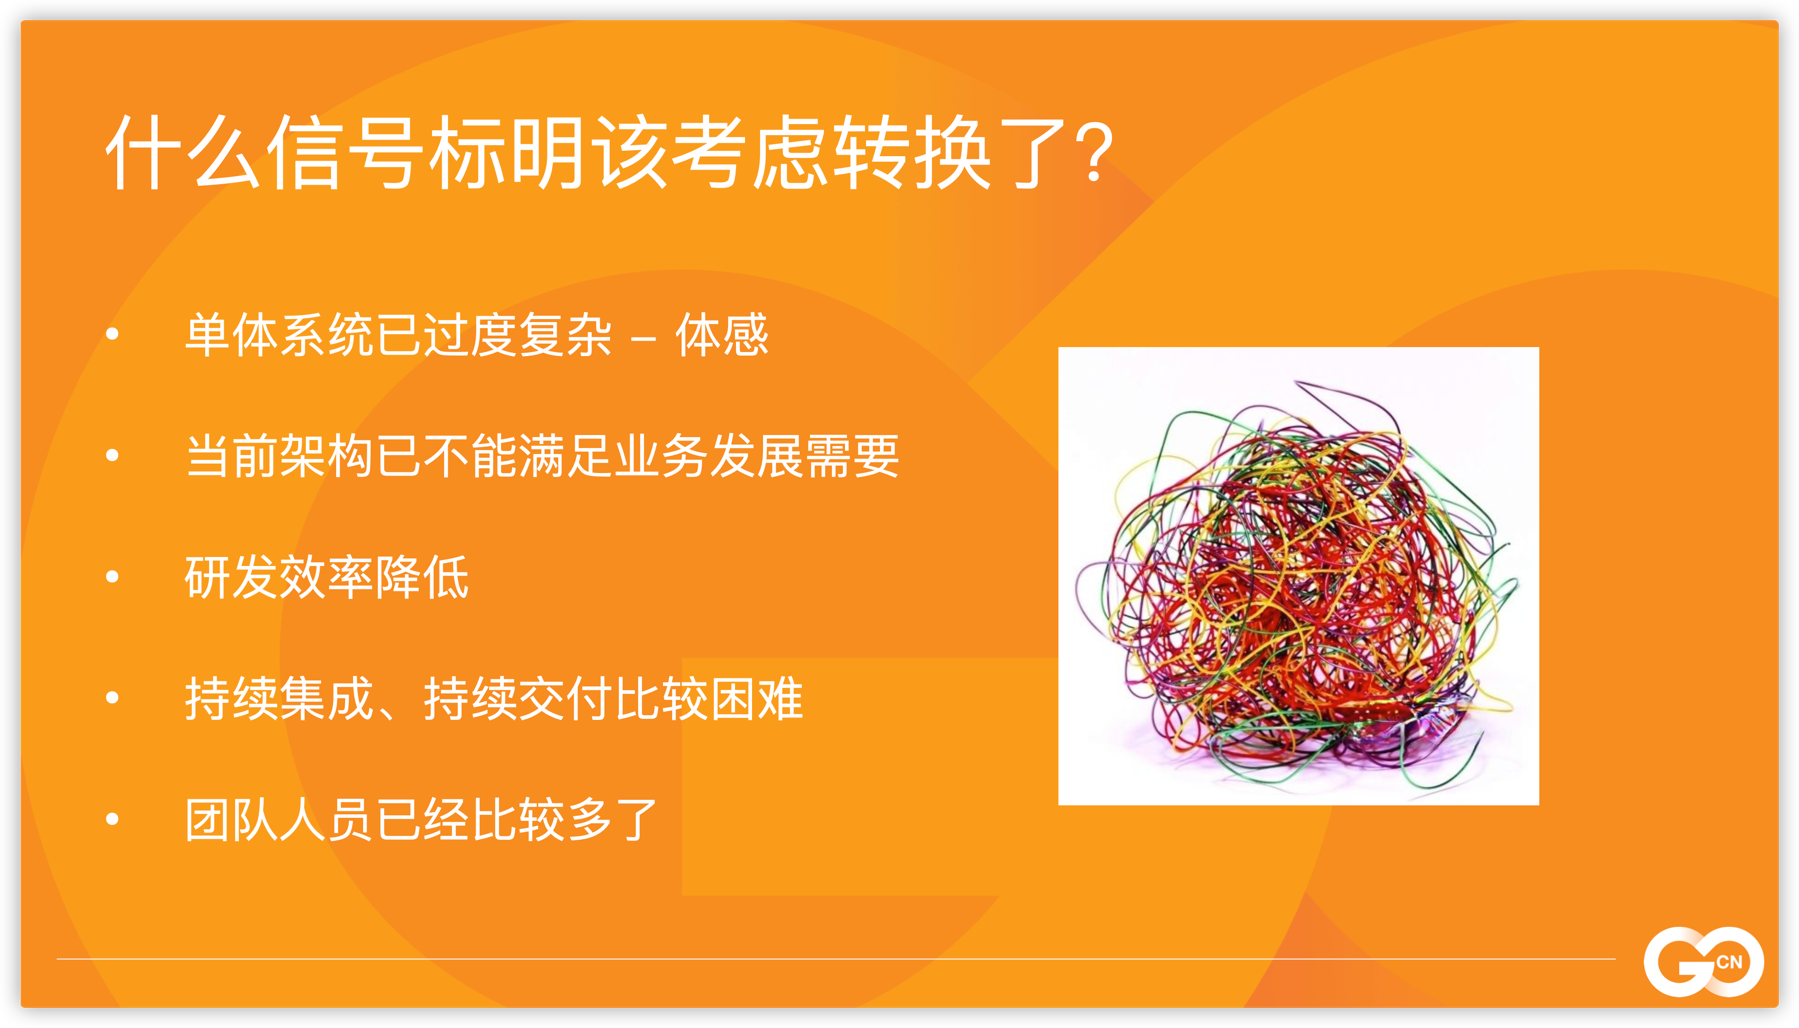 什么信号标明该考虑转换了?
• 单体系统已过度复杂 – 体感
• 当前架构已不能满足业务发展需要
• 研发效率降低
• 持续集成、持续交付比较困难
• 团队人员已经比较多了
GO CN